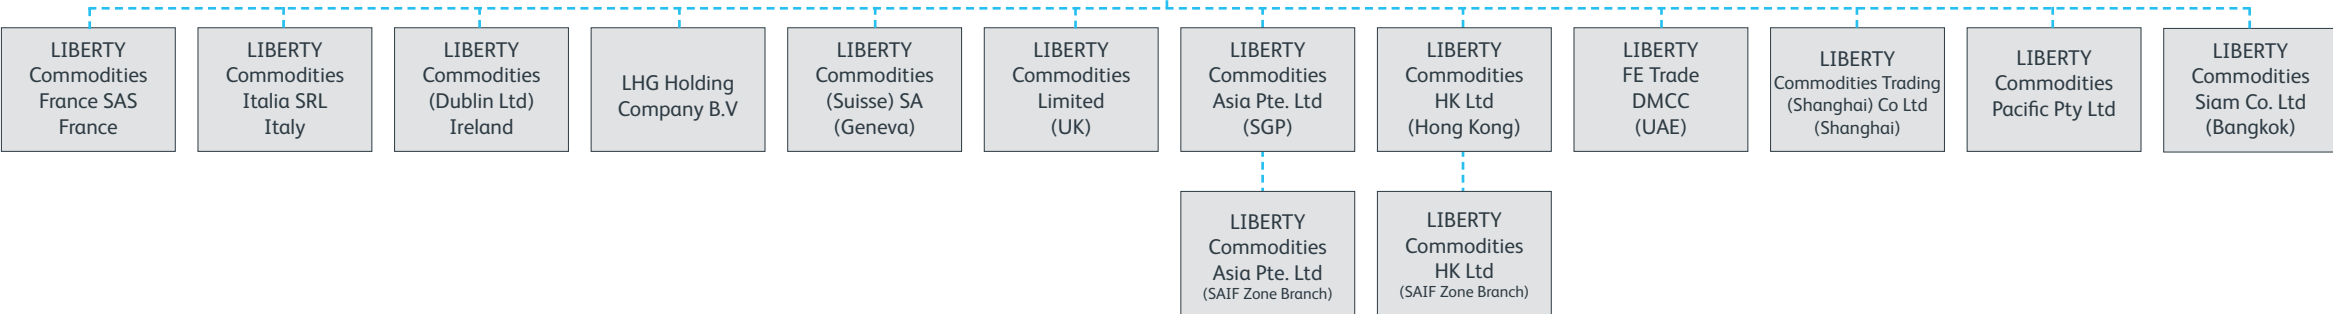 LIBERTY
Commodities
France SAS
France
LIBERTY
Commodities
Italia SRL
Italy
LIBERTY
Commodities
(Dublin Ltd)
Ireland
LHG Holding
Company B.V
LIBERTY
Commodities
(Suisse) SA
(Geneva)
LIBERTY
Commodities
Limited
(UK)
LIBERTY
Commodities
Asia Pte. Ltd
(SGP)
LIBERTY
Commodities
HK Ltd
(Hong Kong)
LIBERTY
FE Trade
DMCC
(UAE)
LIBERTY
Commodities Trading
(Shanghai) Co Ltd
(Shanghai)
LIBERTY
Commodities
Pacific Pty Ltd
LIBERTY
Commodities
Siam Co. Ltd
(Bangkok)
LIBERTY
Commodities
Asia Pte. Ltd
(SAIF Zone Branch)
LIBERTY
Commodities
HK Ltd
(SAIF Zone Branch)